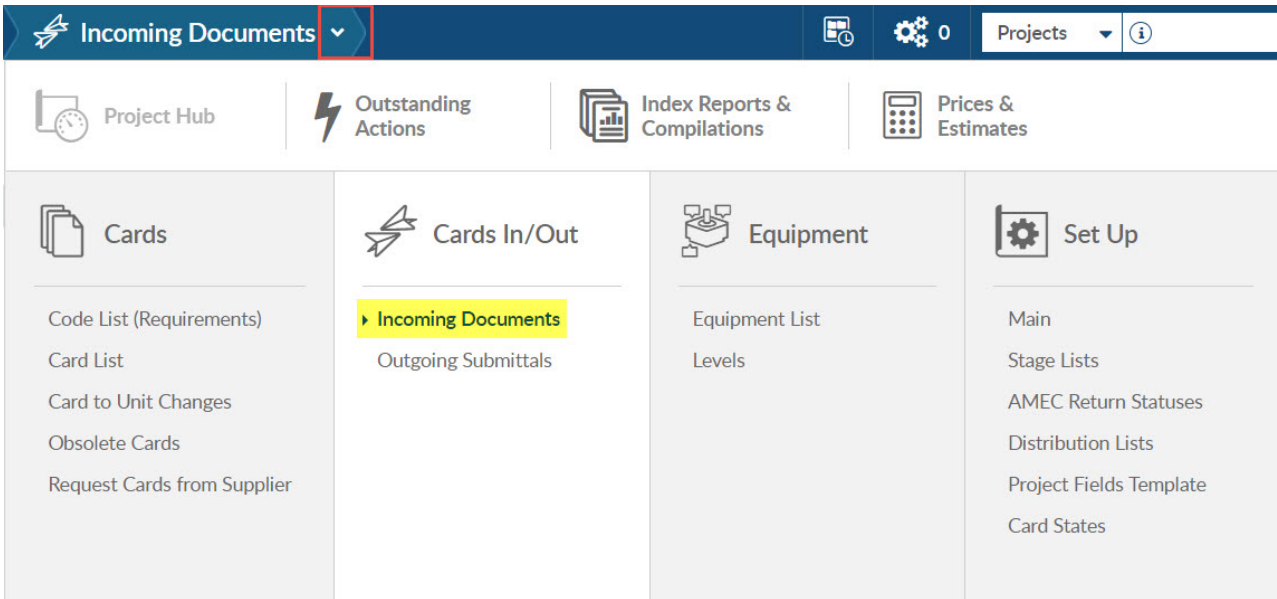 Incoming Documents
0
Projects
Project Hub
Outstanding
Actions
Index Reports &
Compilations
Prices &
Estimates
Cards
Code List (Requirements)
Card List
Card to Unit Changes
Obsolete Cards
Request Cards from Supplier
Cards In/Out
Incoming Documents
Outgoing Submittals
Equipment
Equipment List
Levels
Set Up
Main
Stage Lists
AMEC Return Statuses
Distribution Lists
Project Fields Template
Card States